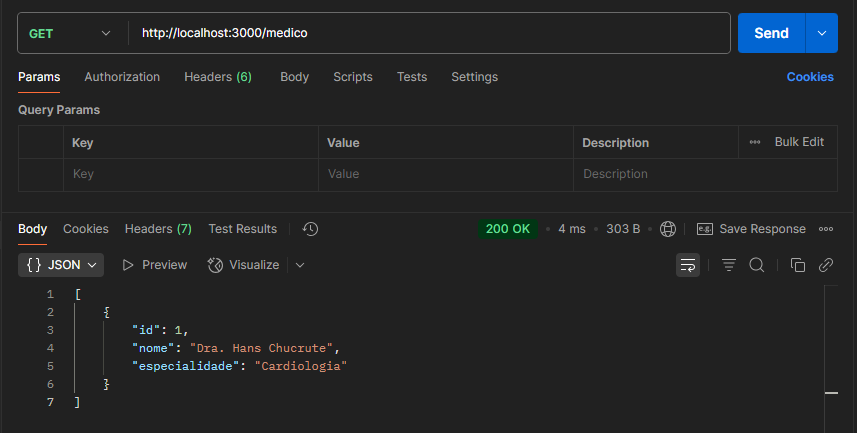 GET http://localhost:3000/medico Send
Params Authorization Headers (6) Body Scripts Tests Settings Cookies
Query Params
Key Value Description Bulk Edit
Key Value Description
Body Cookies Headers (7) Test Results 200 OK • 4 ms • 303 B • e.g. Save Response
{} JSON Preview Visualize
1 [
2 {
3 "id": 1,
4 "nome": "Dra. Hans Chucrute",
5 "especialidade": "Cardiologia"
6 }
7 ]